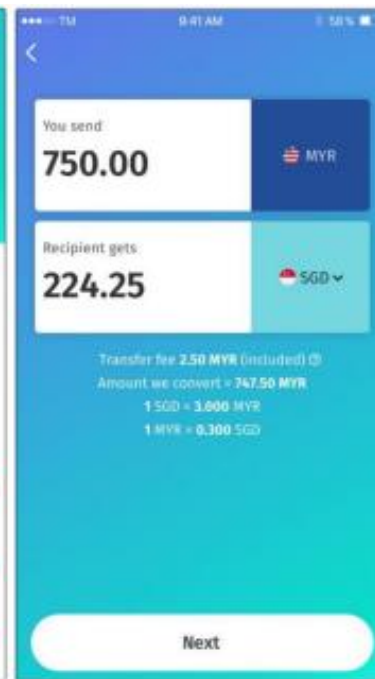 TM 9:41 AM 58%
You send
750.00 MYR
Recipient gets
224.25 SGD
Transfer fee 2.50 MYR (included)
Amount we convert = 747.50 MYR
1 SGD = 3.000 MYR
1 MYR = 0.300 SGD
Next